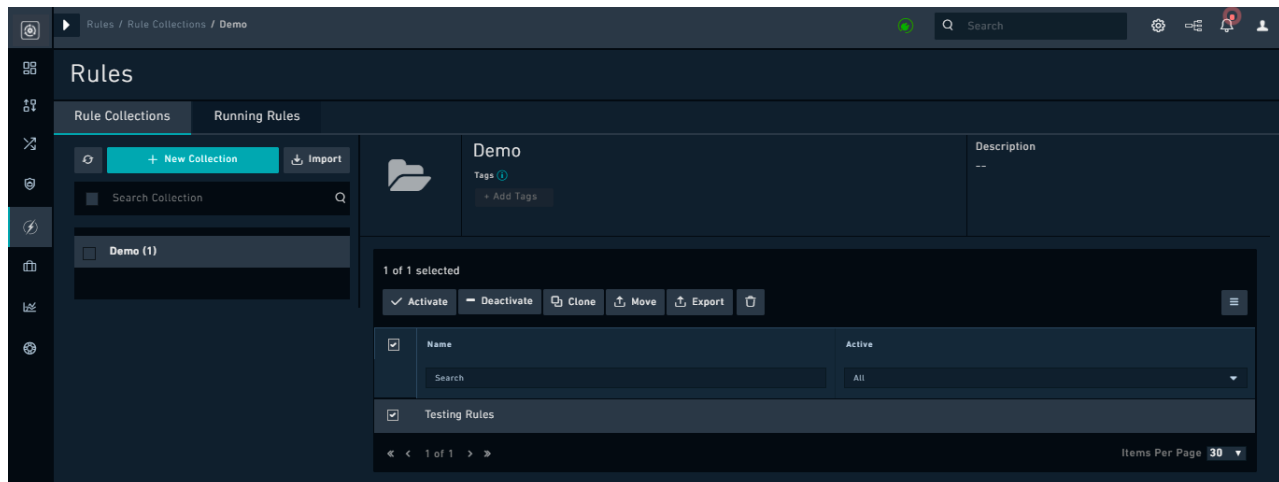 Rules / Rule Collections / Demo
Search
Rules
Rule Collections
Running Rules
+ New Collection
Import
Search Collection
Demo (1)
Demo
Tags
+ Add Tags
Description
--
1 of 1 selected
Activate
Deactivate
Clone
Move
Export
Name
Active
Search
All
Testing Rules
« < 1 of 1 > »
Items Per Page 30